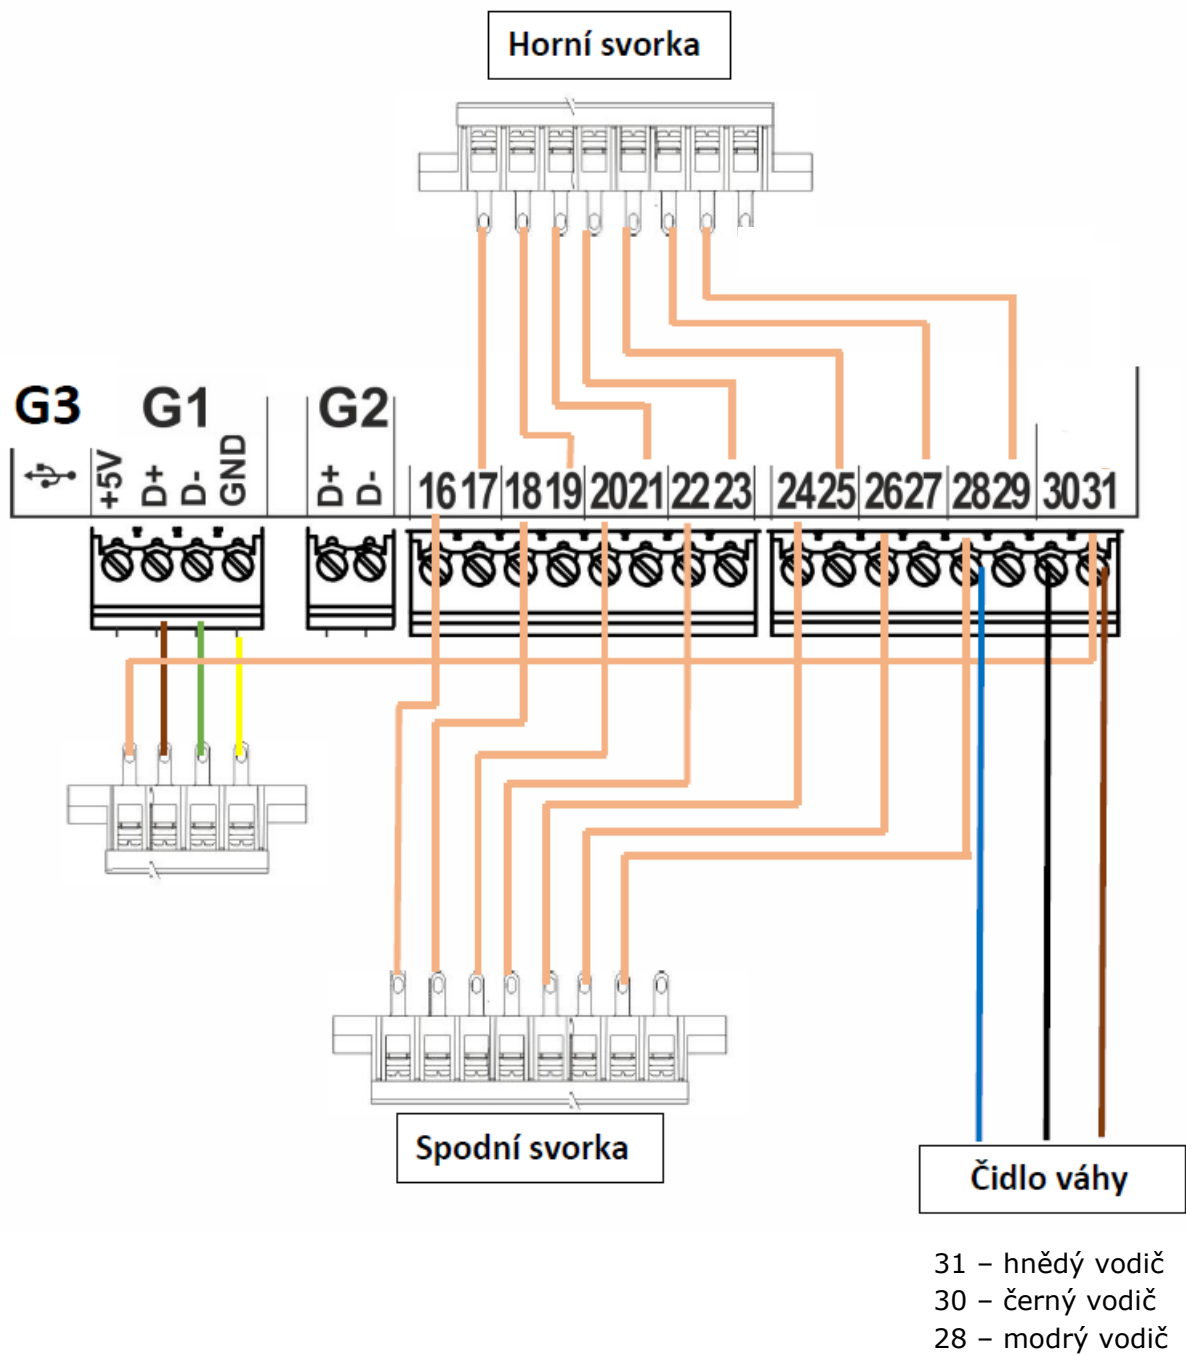 Horní svorka
G3 G1 G2
+5V D+ D- GND D+ D-
16 17 18 19 20 21 22 23 24 25 26 27 28 29 30 31
Spodní svorka
Čidlo váhy
31 – hnědý vodič
30 – černý vodič
28 – modrý vodič